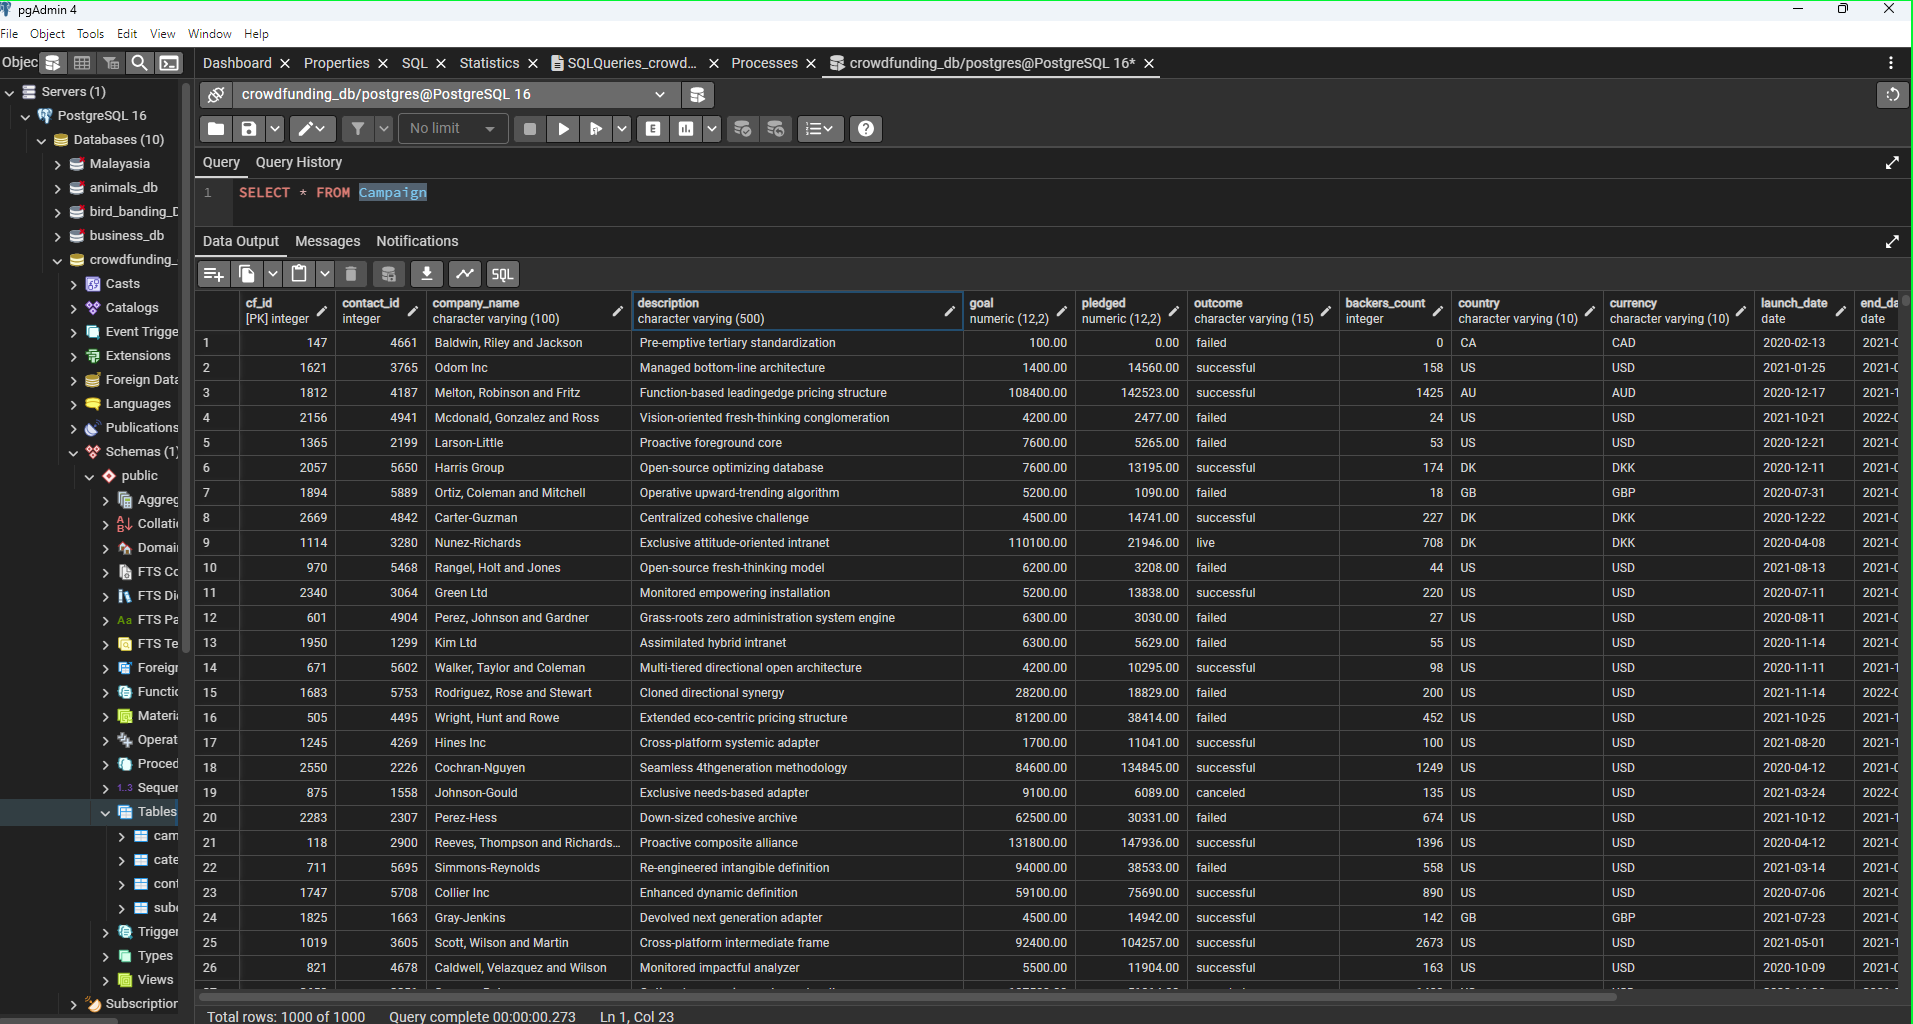 pgAdmin 4
File Object Tools Edit View Window Help
Objec
Dashboard Properties SQL Statistics SQLQueries_crowd... Processes crowdfunding_db/postgres@PostgreSQL 16*
Servers (1)
PostgreSQL 16
Databases (10)
Malayasia
animals_db
bird_banding_D
business_db
crowdfunding_
Casts
Catalogs
Event Trigge
Extensions
Foreign Data
Languages
Publications
Schemas (1)
public
Aggreg
Collatic
Domai
FTS Co
FTS Di
FTS Pa
FTS Te
Foreigr
Functic
Materia
Operat
Proced
1..3 Sequer
Tables
cam
cate
cont
subc
Trigger
Types
Views
Subscription
crowdfunding_db/postgres@PostgreSQL 16
No limit
Query Query History
1 SELECT * FROM Campaign
Data Output Messages Notifications
SQL
cf_id [PK] integer contact_id integer company_name character varying (100) description character varying (500) goal numeric (12,2) pledged numeric (12,2) outcome character varying (15) backers_count integer country character varying (10) currency character varying (10) launch_date date end_da date
1 147 4661 Baldwin, Riley and Jackson Pre-emptive tertiary standardization 100.00 0.00 failed 0 CA CAD 2020-02-13 2021-0
2 1621 3765 Odom Inc Managed bottom-line architecture 1400.00 14560.00 successful 158 US USD 2021-01-25 2021-0
3 1812 4187 Melton, Robinson and Fritz Function-based leadingedge pricing structure 108400.00 142523.00 successful 1425 AU AUD 2020-12-17 2021-1
4 2156 4941 Mcdonald, Gonzalez and Ross Vision-oriented fresh-thinking conglomeration 4200.00 2477.00 failed 24 US USD 2021-10-21 2022-0
5 1365 2199 Larson-Little Proactive foreground core 7600.00 5265.00 failed 53 US USD 2020-12-21 2021-0
6 2057 5650 Harris Group Open-source optimizing database 7600.00 13195.00 successful 174 DK DKK 2020-12-11 2021-0
7 1894 5889 Ortiz, Coleman and Mitchell Operative upward-trending algorithm 5200.00 1090.00 failed 18 GB GBP 2020-07-31 2021-0
8 2669 4842 Carter-Guzman Centralized cohesive challenge 4500.00 14741.00 successful 227 DK DKK 2020-12-22 2021-0
9 1114 3280 Nunez-Richards Exclusive attitude-oriented intranet 110100.00 21946.00 live 708 DK DKK 2020-04-08 2021-0
10 970 5468 Rangel, Holt and Jones Open-source fresh-thinking model 6200.00 3208.00 failed 44 US USD 2021-08-13 2021-0
11 2340 3064 Green Ltd Monitored empowering installation 5200.00 13838.00 successful 220 US USD 2020-07-11 2021-0
12 601 4904 Perez, Johnson and Gardner Grass-roots zero administration system engine 6300.00 3030.00 failed 27 US USD 2020-08-11 2021-0
13 1950 1299 Kim Ltd Assimilated hybrid intranet 6300.00 5629.00 failed 55 US USD 2020-11-14 2021-0
14 671 5602 Walker, Taylor and Coleman Multi-tiered directional open architecture 4200.00 10295.00 successful 98 US USD 2020-11-11 2021-1
15 1683 5753 Rodriguez, Rose and Stewart Cloned directional synergy 28200.00 18829.00 failed 200 US USD 2021-11-14 2022-0
16 505 4495 Wright, Hunt and Rowe Extended eco-centric pricing structure 81200.00 38414.00 failed 452 US USD 2021-10-25 2021-1
17 1245 4269 Hines Inc Cross-platform systemic adapter 1700.00 11041.00 successful 100 US USD 2021-08-20 2021-1
18 2550 2226 Cochran-Nguyen Seamless 4thgeneration methodology 84600.00 134845.00 successful 1249 US USD 2020-04-12 2021-0
19 875 1558 Johnson-Gould Exclusive needs-based adapter 9100.00 6089.00 canceled 135 US USD 2021-03-24 2022-0
20 2283 2307 Perez-Hess Down-sized cohesive archive 62500.00 30331.00 failed 674 US USD 2021-10-12 2021-1
21 118 2900 Reeves, Thompson and Richards... Proactive composite alliance 131800.00 147936.00 successful 1396 US USD 2020-04-12 2021-0
22 711 5695 Simmons-Reynolds Re-engineered intangible definition 94000.00 38533.00 failed 558 US USD 2021-03-14 2021-0
23 1747 5708 Collier Inc Enhanced dynamic definition 59100.00 75690.00 successful 890 US USD 2020-07-06 2021-0
24 1825 1663 Gray-Jenkins Devolved next generation adapter 4500.00 14942.00 successful 142 GB GBP 2021-07-23 2021-0
25 1019 3605 Scott, Wilson and Martin Cross-platform intermediate frame 92400.00 104257.00 successful 2673 US USD 2021-05-01 2021-1
26 821 4678 Caldwell, Velazquez and Wilson Monitored impactful analyzer 5500.00 11904.00 successful 163 US USD 2020-10-09 2021-0
Total rows: 1000 of 1000 Query complete 00:00:00.273 Ln 1, Col 23